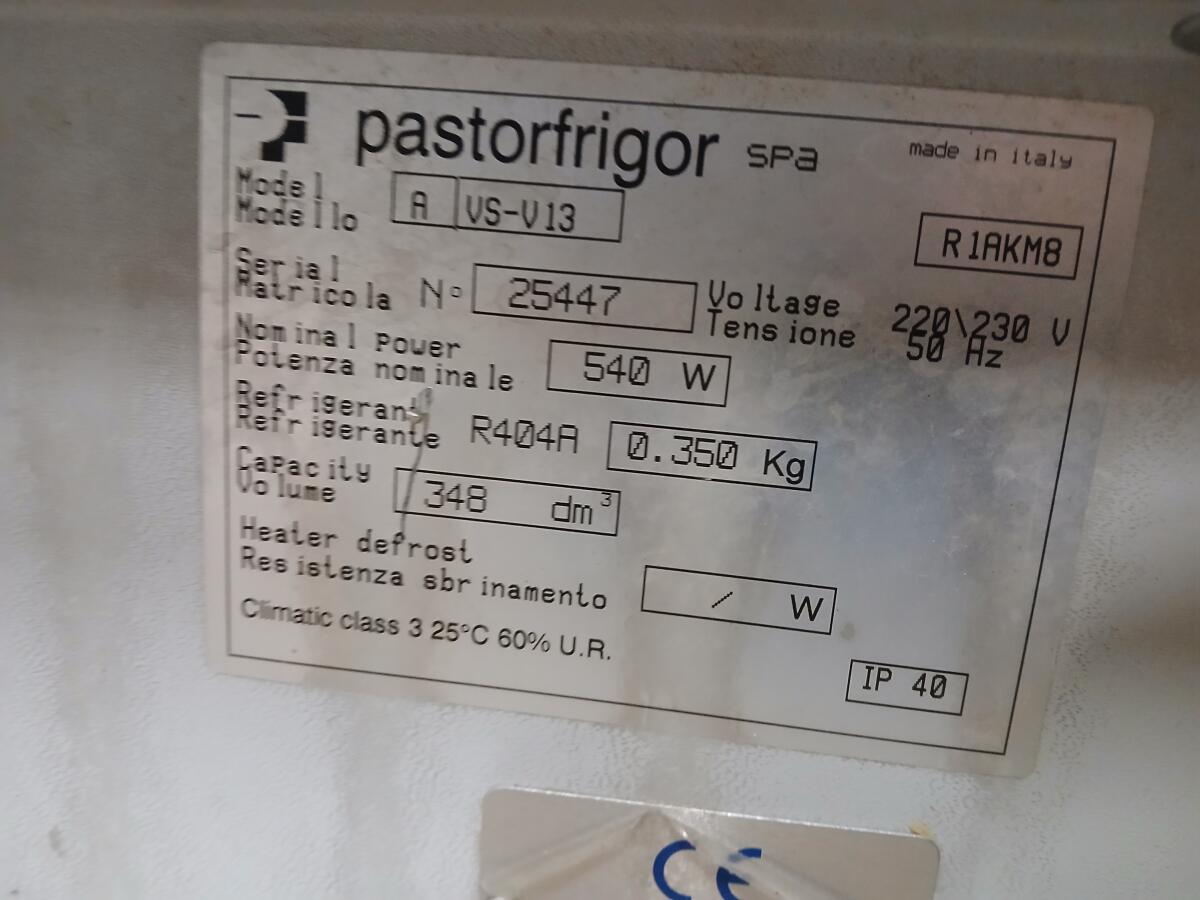 pastorfrigor spa made in italy
Model
Modello A VS-V13
R1AKM8
Serial
Matricola N° 25447
Voltage
Tensione 220\230 V
50 Hz
Nominal power
Potenza nominale 540 W
Refrigerant
Refrigerante R404A 0.350 Kg
Capacity
Volume 348 dm³
Heater defrost
Resistenza sbrinamento / W
Climatic class 3 25°C 60% U.R.
IP 40
CE